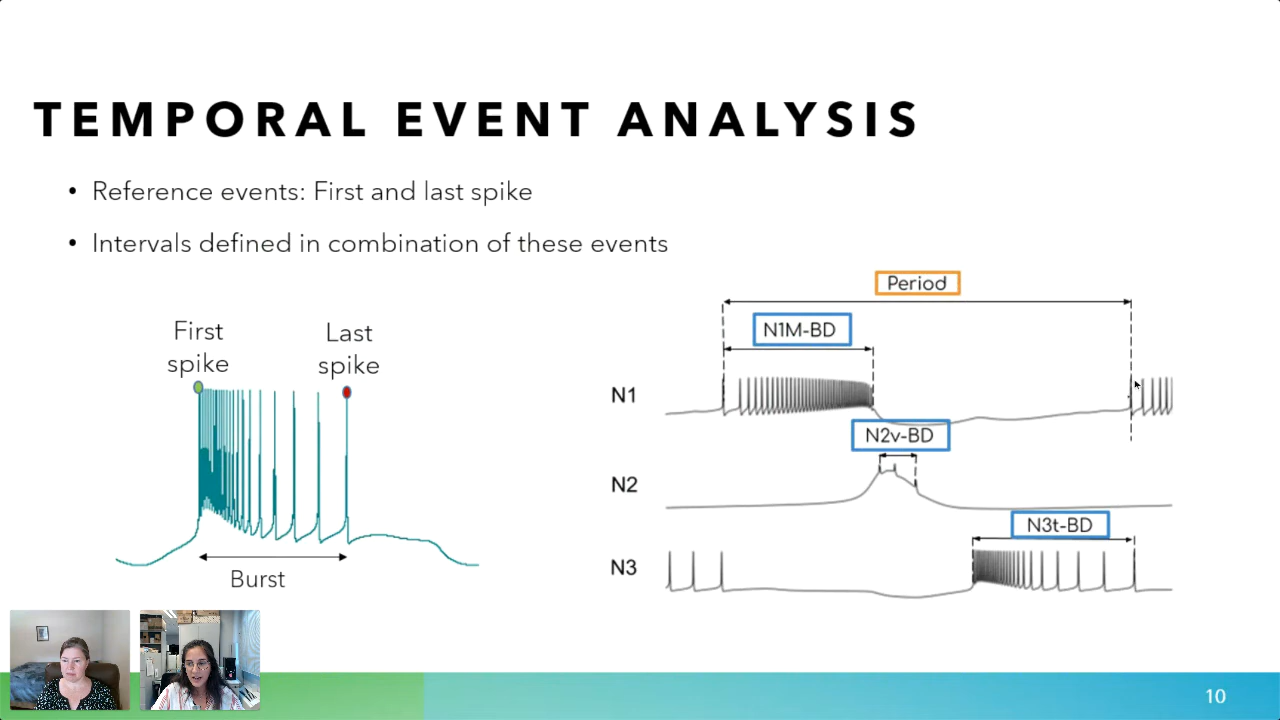 TEMPORAL EVENT ANALYSIS
• Reference events: First and last spike
• Intervals defined in combination of these events
First
spike
Last
spike
Burst
Period
N1M-BD
N1
N2v-BD
N2
N3t-BD
N3
10